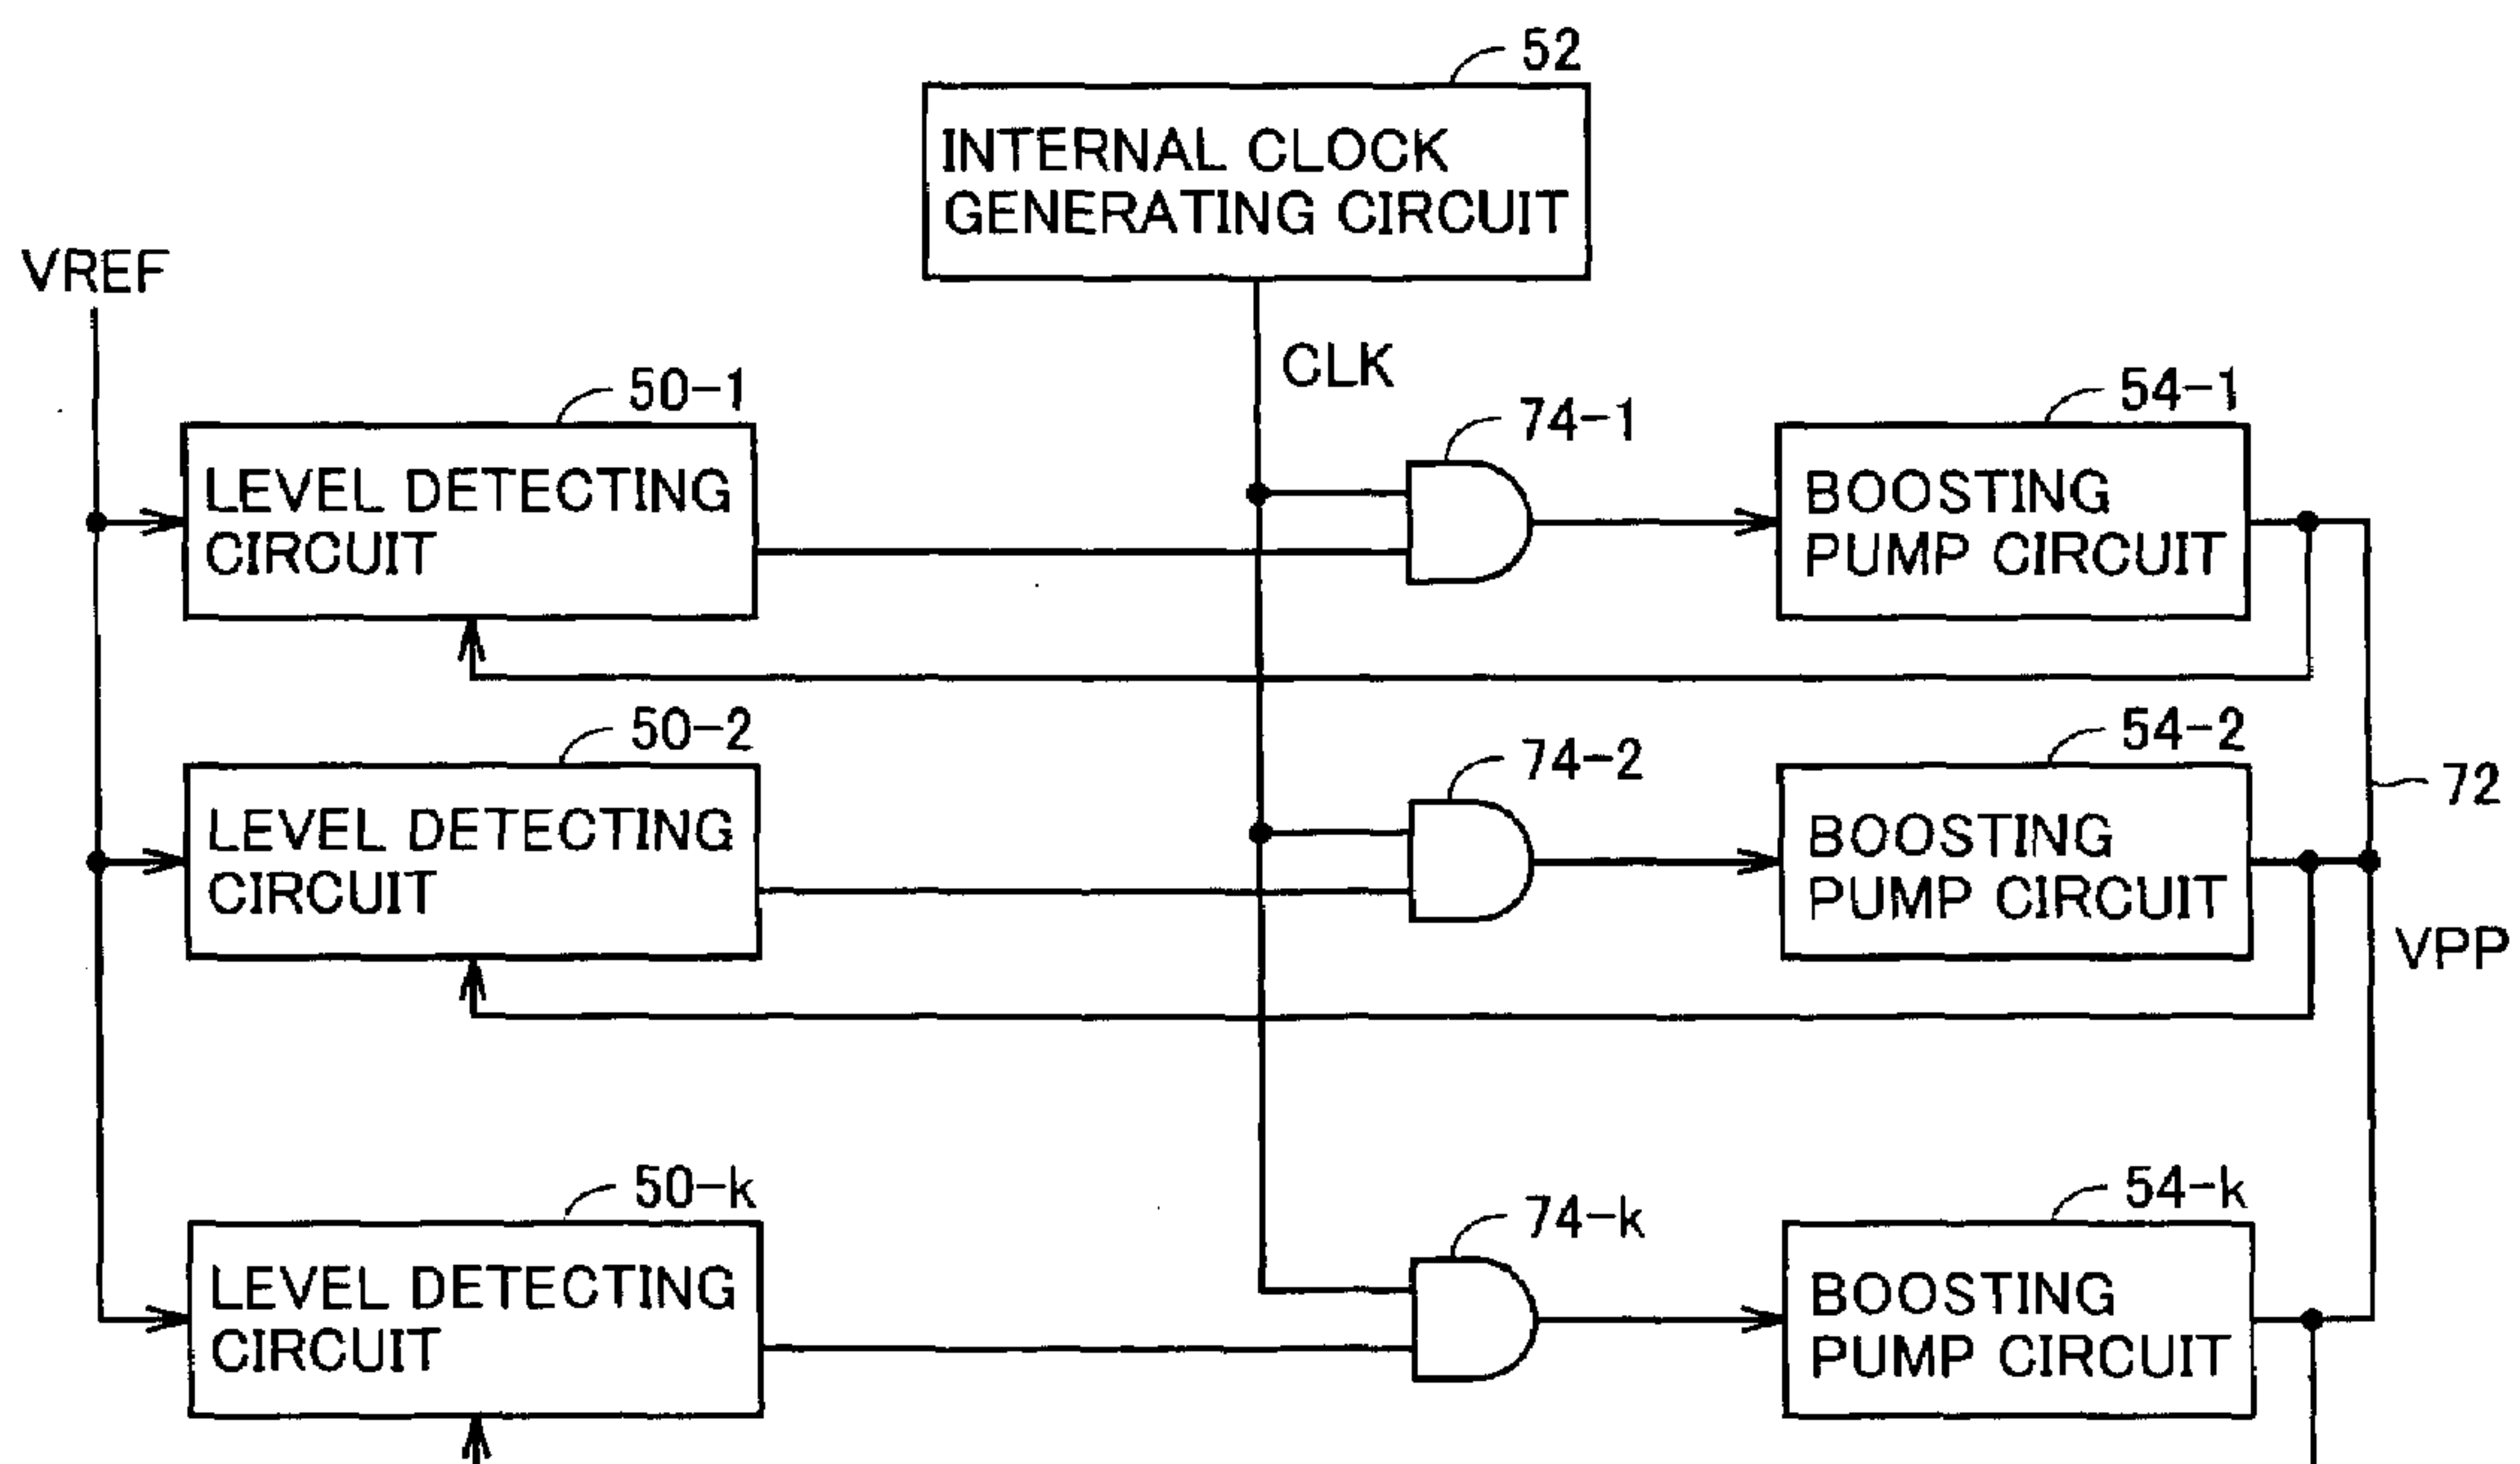 52
INTERNAL CLOCK
GENERATING CIRCUIT
VREF
CLK
50-1
LEVEL DETECTING
CIRCUIT
74-1
54-1
BOOSTING
PUMP CIRCUIT
50-2
LEVEL DETECTING
CIRCUIT
74-2
54-2
BOOSTING
PUMP CIRCUIT
72
VPP
50-k
LEVEL DETECTING
CIRCUIT
74-k
54-k
BOOSTING
PUMP CIRCUIT